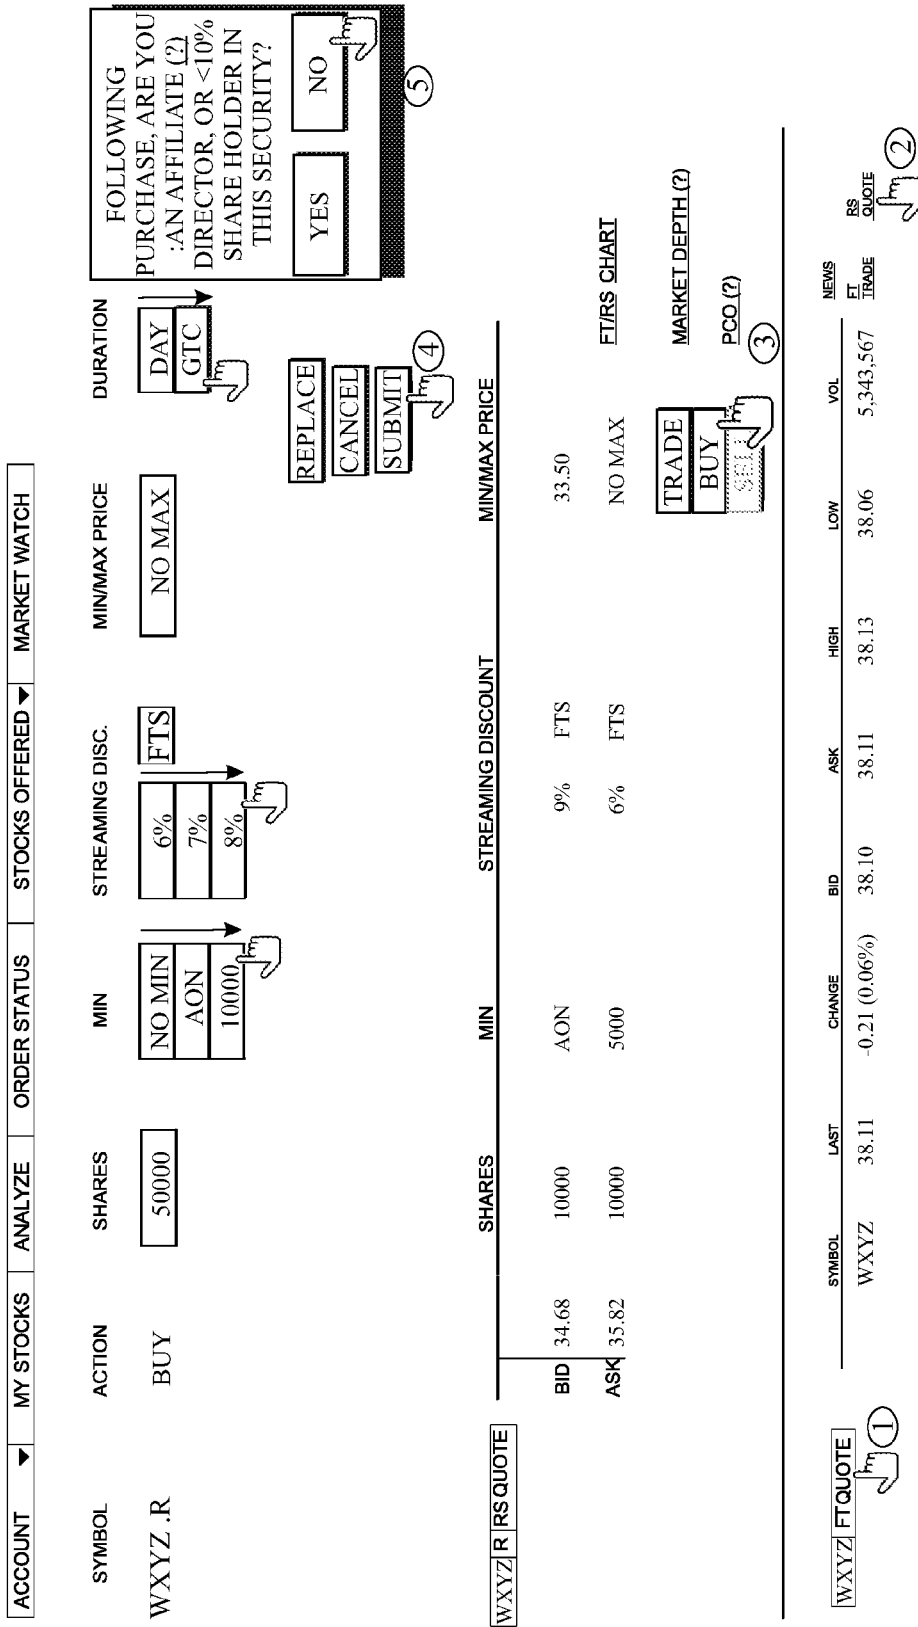 ACCOUNT MY STOCKS ANALYZE ORDER STATUS STOCKS OFFERED MARKET WATCH
SYMBOL ACTION SHARES MIN STREAMING DISC. MIN/MAX PRICE DURATION
WXYZ .R BUY 50000 NO MIN 6% FTS NO MAX DAY
AON 7% GTC
10000 8%
FOLLOWING
PURCHASE, ARE YOU
:AN AFFILIATE (?)
DIRECTOR, OR <10%
SHARE HOLDER IN
THIS SECURITY?
YES NO
5
REPLACE
CANCEL
SUBMIT
4
WXYZ R RS QUOTE
SHARES MIN STREAMING DISCOUNT MIN/MAX PRICE
BID 34.68 10000 AON 9% FTS 33.50
ASK 35.82 10000 5000 6% FTS NO MAX
FT/RS CHART
MARKET DEPTH (?)
PCO (?)
TRADE
BUY
SELL
3
WXYZ FT QUOTE
1
SYMBOL LAST CHANGE BID ASK HIGH LOW VOL NEWS
WXYZ 38.11 -0.21 (0.06%) 38.10 38.11 38.13 38.06 5,343,567
FT
TRADE
RS
QUOTE
2